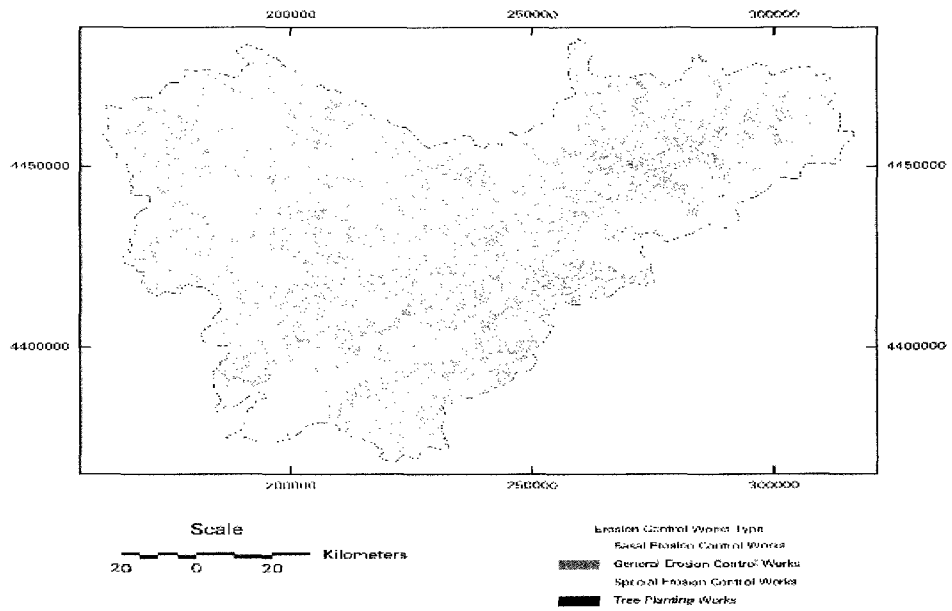 200000 250000 300000
4450000 4450000
4400000 4400000
200000 250000 300000
Scale
Kilometers
20 0 20
Erosion Control Works Type
Basal Erosion Control Works
General Erosion Control Works
Special Erosion Control Works
Tree Planting Works